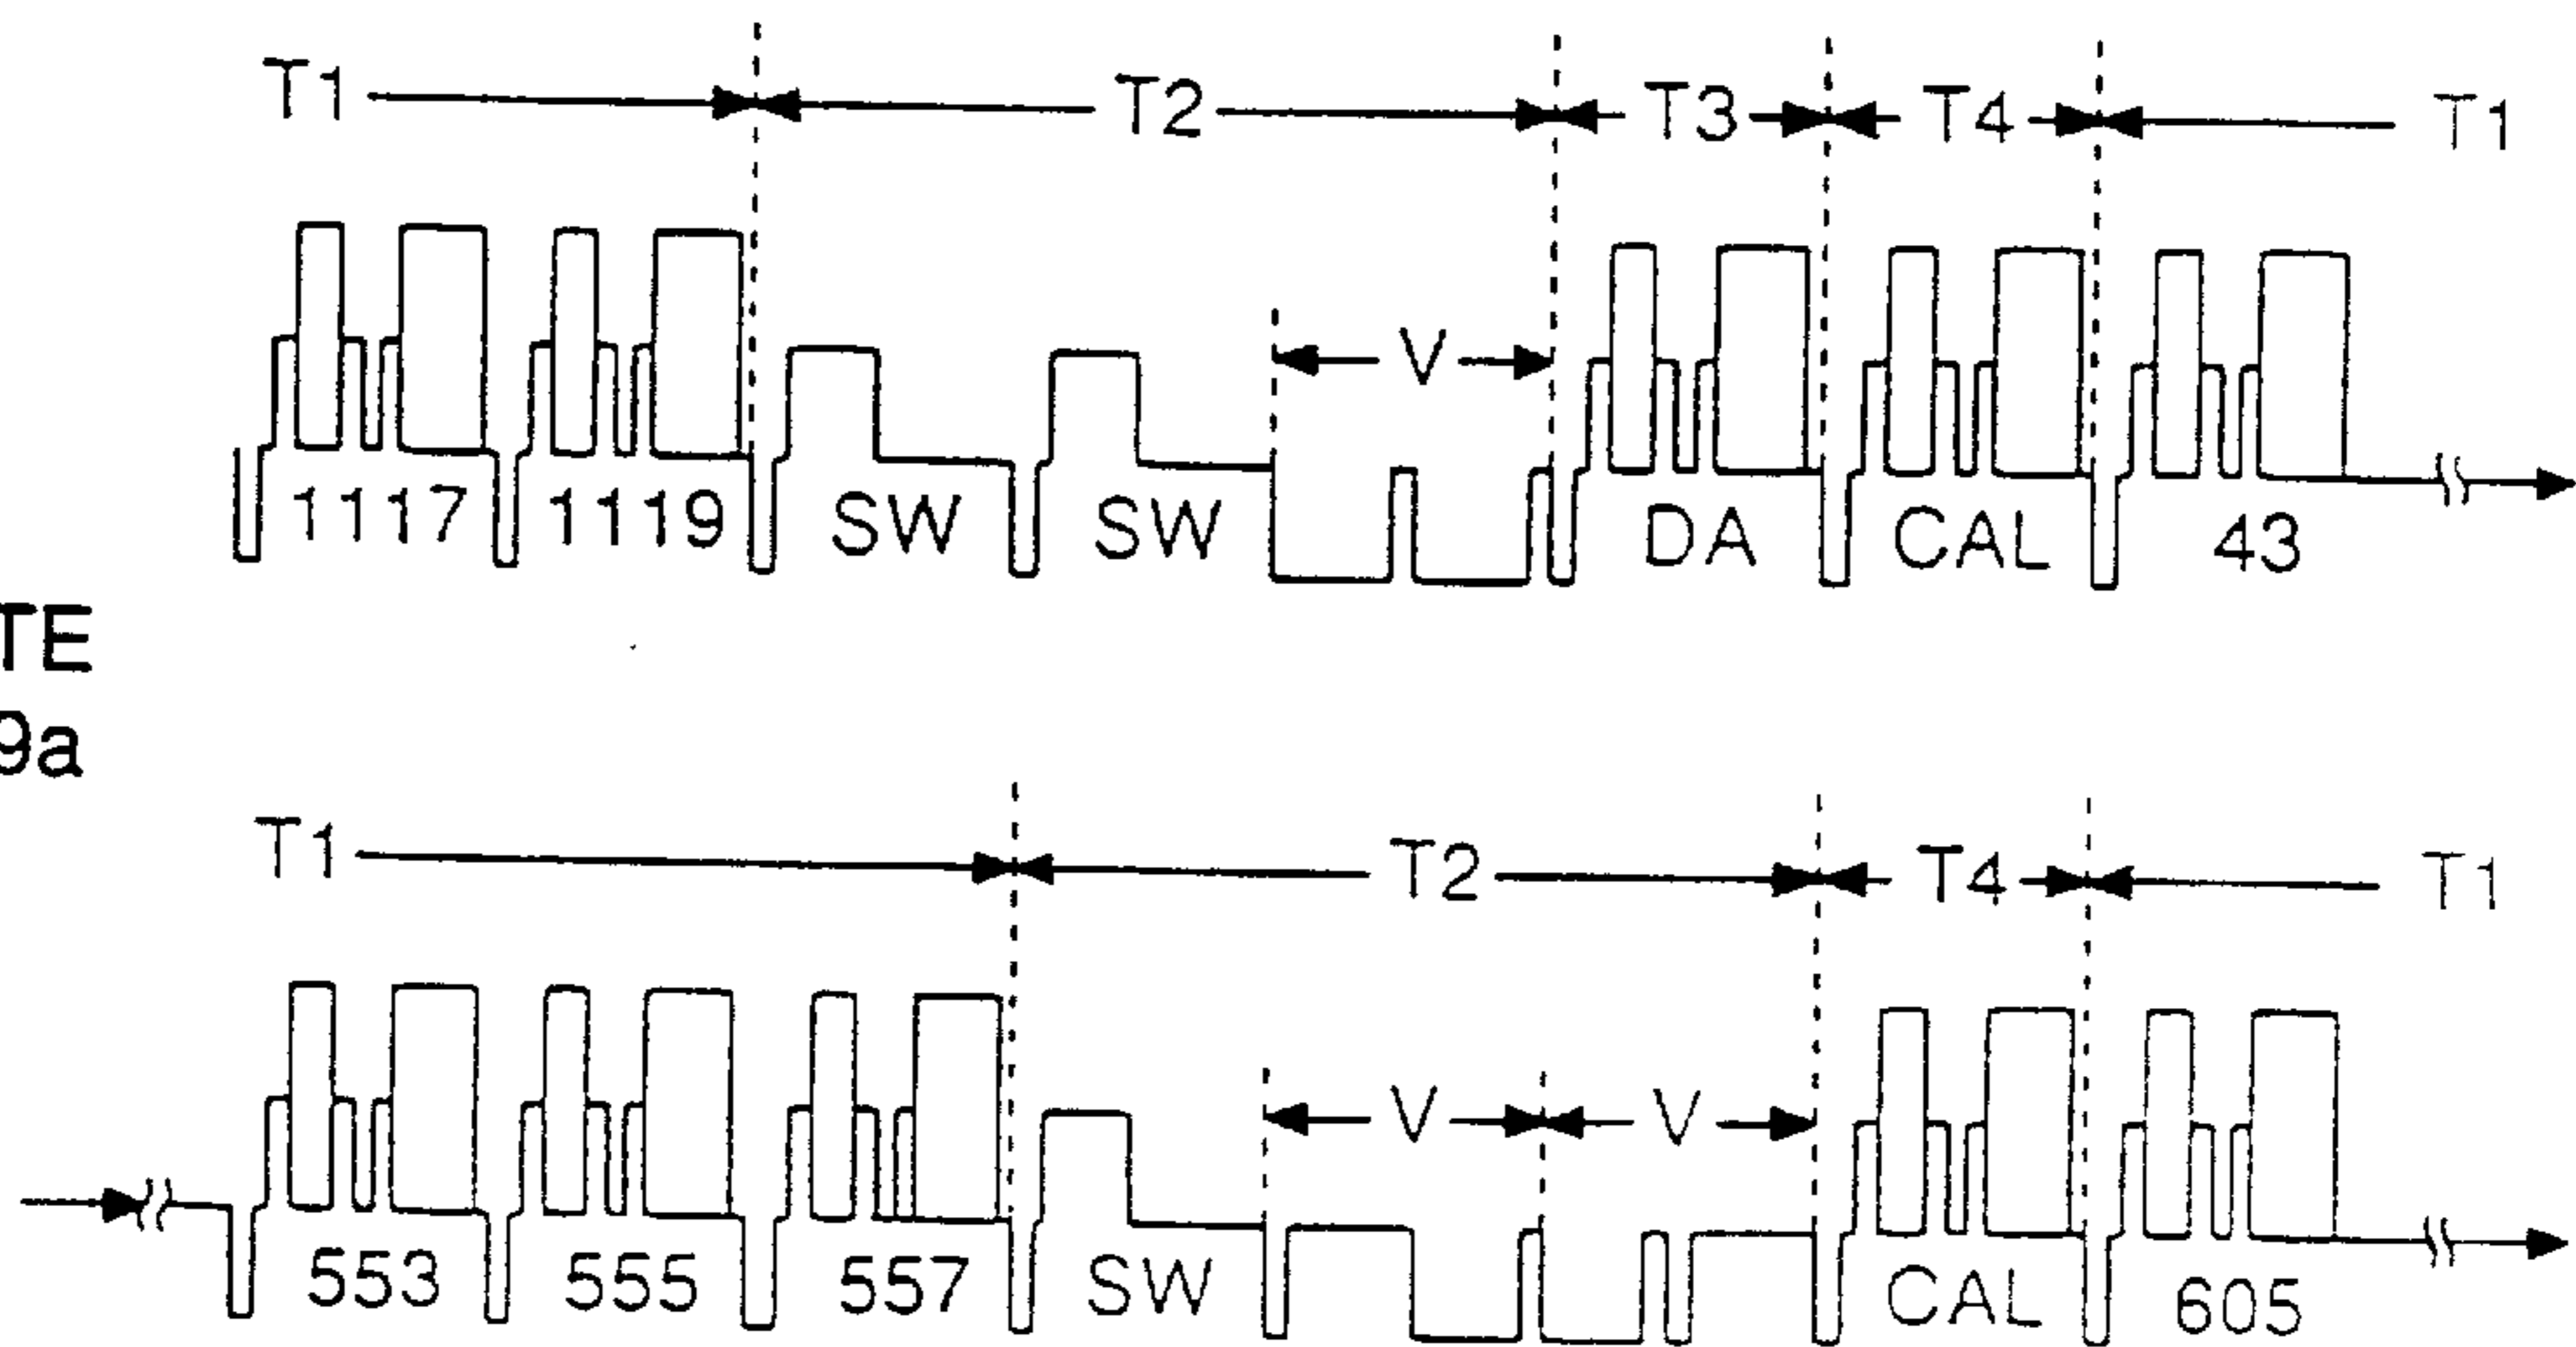 T1 T2 T3 T4 T1
V
1117 1119 SW SW DA CAL 43
TE
9a
T1 T2 T4 T1
V V
553 555 557 SW CAL 605